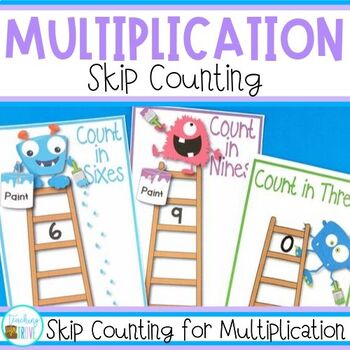 MULTIPLICATION
Skip Counting
Count
in
Sixes
Paint
6
Count
in
Nines
Paint
9
Count in Thre
0
Teaching
Trove
Skip Counting for Multiplication